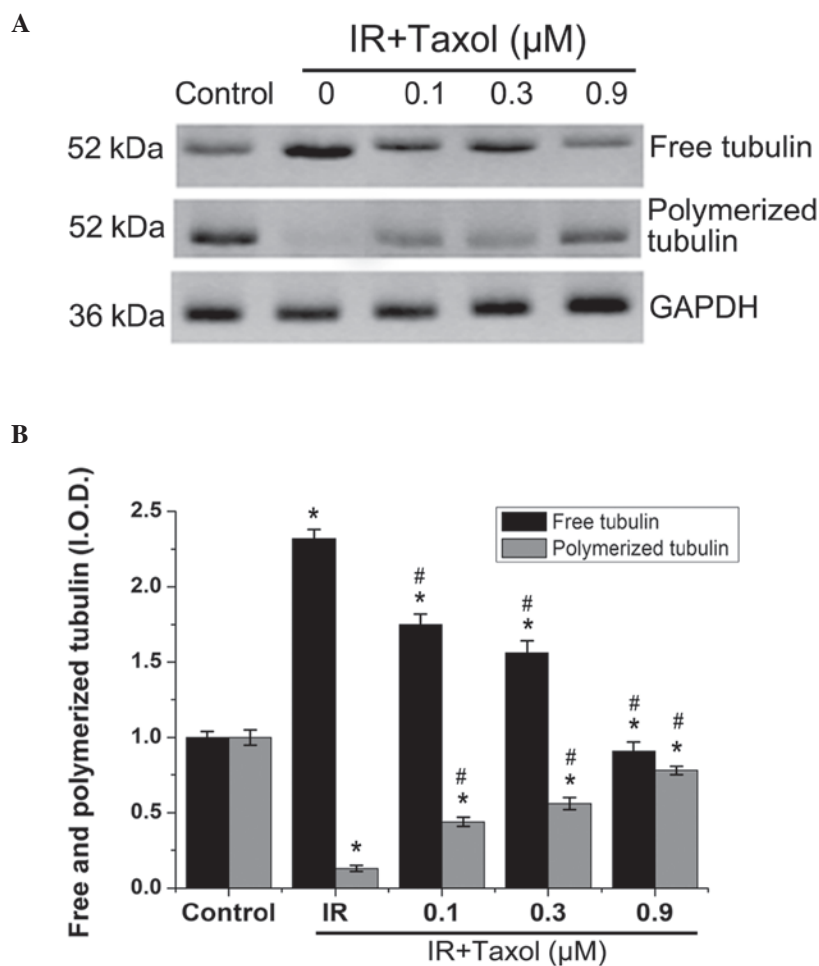 A
IR+Taxol (µM)
Control 0 0.1 0.3 0.9
52 kDa Free tubulin
52 kDa Polymerized
tubulin
36 kDa GAPDH
B
Free and polymerized tubulin (I.O.D.)
2.5
2.0
1.5
1.0
0.5
0.0
Free tubulin
Polymerized tubulin
*
#
*
#
*
#
*
#
*
*
#
*
#
*
Control IR 0.1 0.3 0.9
IR+Taxol (µM)